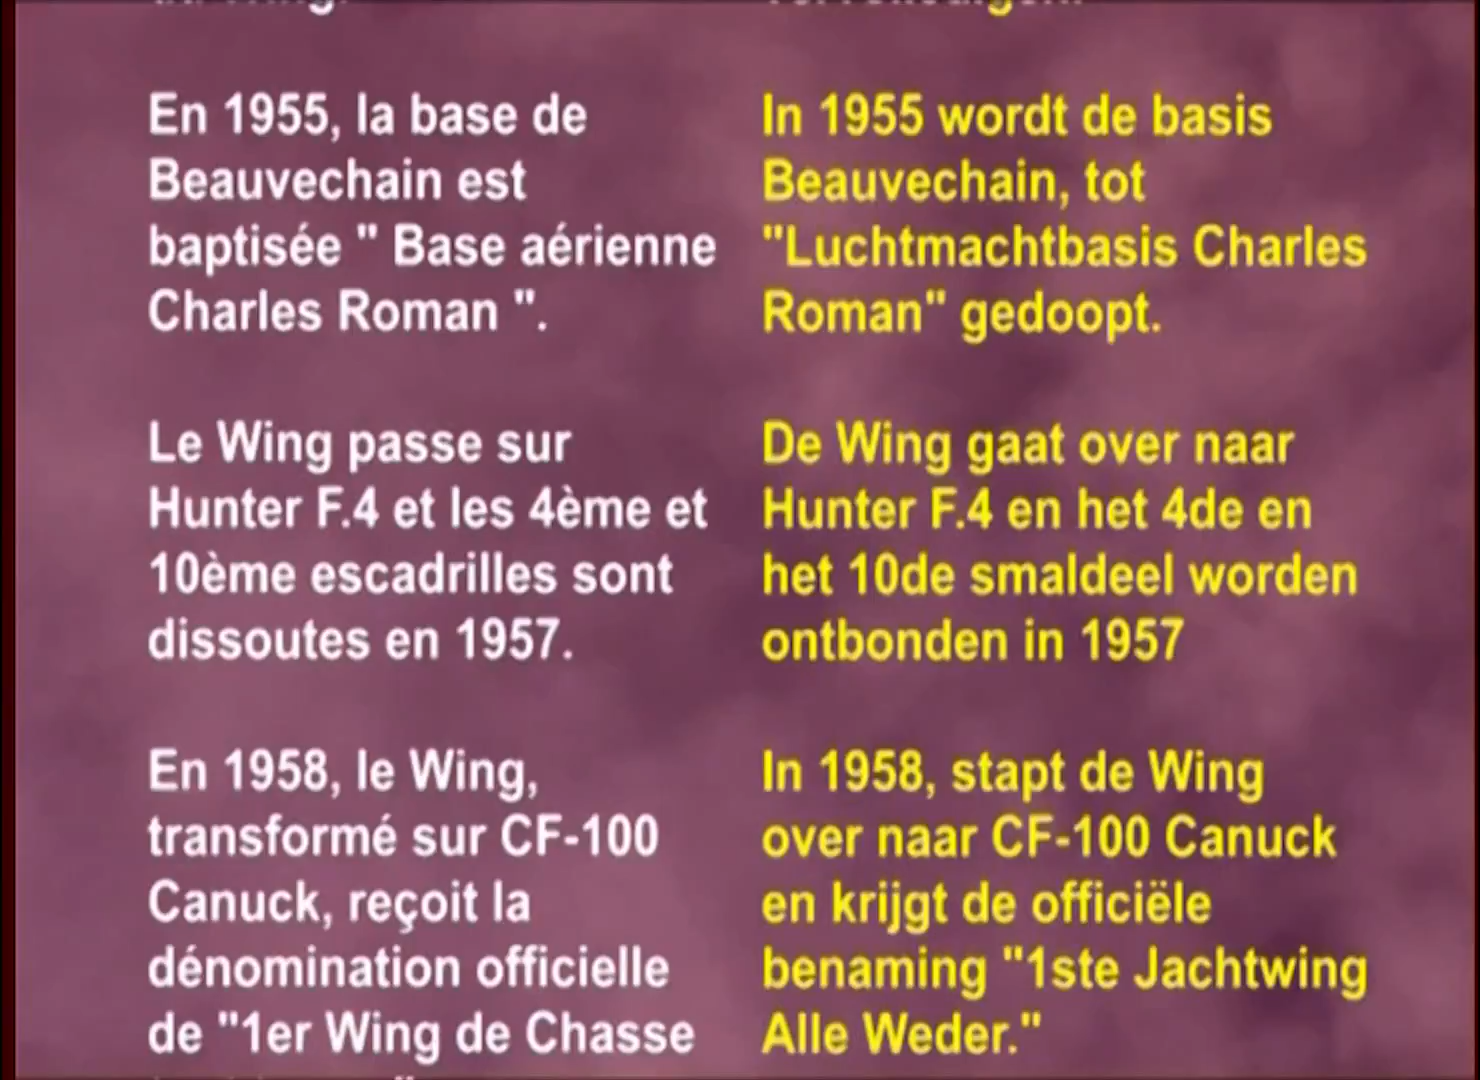 En 1955, la base de
Beauvechain est
baptisée " Base aérienne
Charles Roman ".
Le Wing passe sur
Hunter F.4 et les 4ème et
10ème escadrilles sont
dissoutes en 1957.
En 1958, le Wing,
transformé sur CF-100
Canuck, reçoit la
dénomination officielle
de "1er Wing de Chasse
In 1955 wordt de basis
Beauvechain, tot
"Luchtmachtbasis Charles
Roman" gedoopt.
De Wing gaat over naar
Hunter F.4 en het 4de en
het 10de smaldeel worden
ontbonden in 1957
In 1958, stapt de Wing
over naar CF-100 Canuck
en krijgt de officiële
benaming "1ste Jachtwing
Alle Weder."